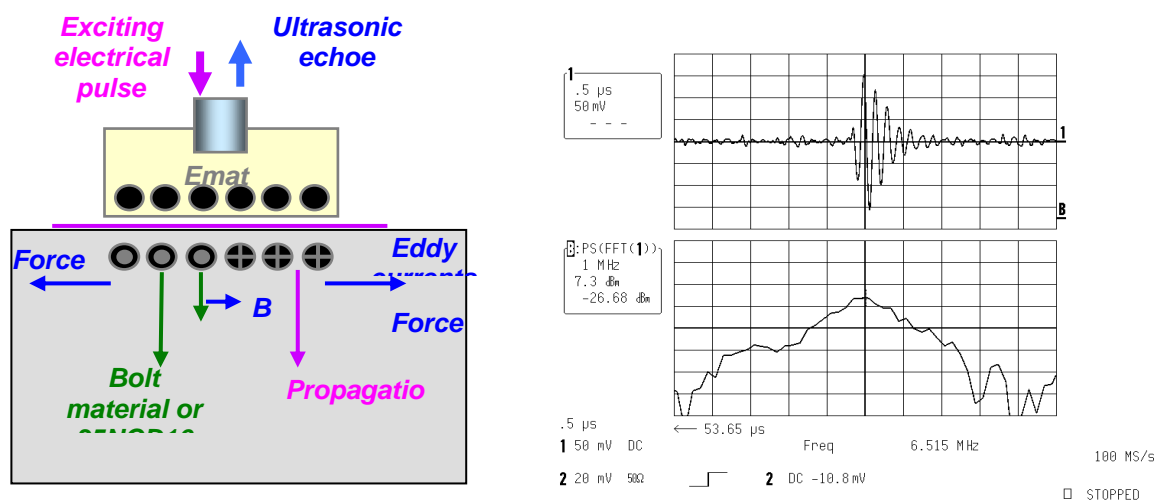 Exciting
electrical
pulse
Ultrasonic
echoe
Emat
Force
Eddy
B
Force
Bolt
material or
Propagatio
1
.5 µs
50 mV
- - -
1
B
B:PS(FFT(1))
1 MHz
7.3 dBm
-26.68 dBm
.5 µs
← 53.65 µs
1 50 mV DC
Freq 6.515 MHz
100 MS/s
2 20 mV 50Ω
2 DC -10.8mV
□ STOPPED